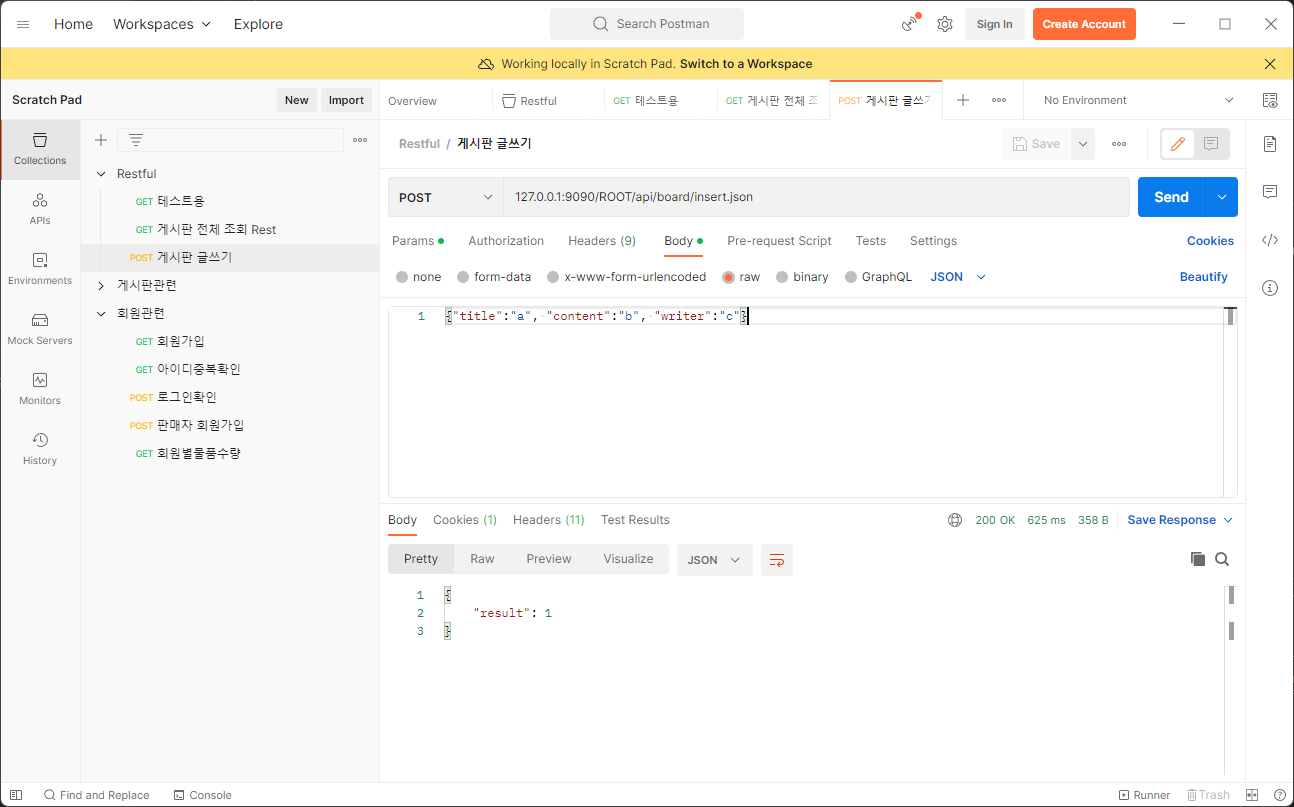 Home Workspaces Explore Search Postman Sign In Create Account
Working locally in Scratch Pad. Switch to a Workspace
Scratch Pad New Import
Overview Restful GET 테스트용 GET 게시판 전체 조 POST 게시판 글쓰기 No Environment
Collections
APIs
Environments
Mock Servers
Monitors
History
Restful
GET 테스트용
GET 게시판 전체 조회 Rest
POST 게시판 글쓰기
게시판관련
회원관련
GET 회원가입
GET 아이디중복확인
POST 로그인확인
POST 판매자 회원가입
GET 회원별물품수량
Restful / 게시판 글쓰기 Save
POST 127.0.0.1:9090/ROOT/api/board/insert.json Send
Params Authorization Headers (9) Body Pre-request Script Tests Settings Cookies
none form-data x-www-form-urlencoded raw binary GraphQL JSON Beautify
1 {"title":"a", "content":"b", "writer":"c"}
Body Cookies (1) Headers (11) Test Results 200 OK 625 ms 358 B Save Response
Pretty Raw Preview Visualize JSON
1 {
2 "result": 1
3 }
Find and Replace Console Runner Trash